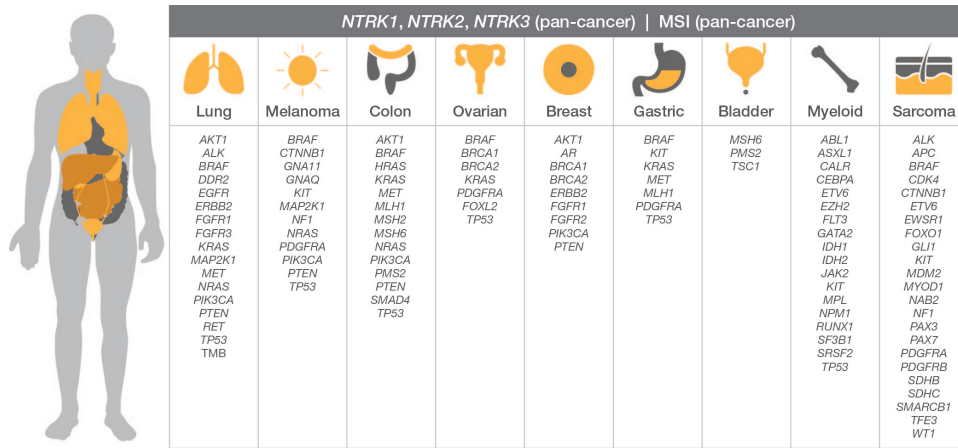 NTRK1, NTRK2, NTRK3 (pan-cancer) | MSI (pan-cancer)
Lung
AKT1
ALK
BRAF
DDR2
EGFR
ERBB2
FGFR1
FGFR3
KRAS
MAP2K1
MET
NRAS
PIK3CA
PTEN
RET
TP53
TMB
Melanoma
BRAF
CTNNB1
GNA11
GNAQ
KIT
MAP2K1
NF1
NRAS
PDGFRA
PIK3CA
PTEN
TP53
Colon
AKT1
BRAF
HRAS
KRAS
MET
MLH1
MSH2
MSH6
NRAS
PIK3CA
PMS2
PTEN
SMAD4
TP53
Ovarian
BRAF
BRCA1
BRCA2
KRAS
PDGFRA
FOXL2
TP53
Breast
AKT1
AR
BRCA1
BRCA2
ERBB2
FGFR1
FGFR2
PIK3CA
PTEN
Gastric
BRAF
KIT
KRAS
MET
MLH1
PDGFRA
TP53
Bladder
MSH6
PMS2
TSC1
Myeloid
ABL1
ASXL1
CALR
CEBPA
ETV6
EZH2
FLT3
GATA2
IDH1
IDH2
JAK2
KIT
MPL
NPM1
RUNX1
SF3B1
SRSF2
TP53
Sarcoma
ALK
APC
BRAF
CDK4
CTNNB1
ETV6
EWSR1
FOXO1
GLI1
KIT
MDM2
MYOD1
NAB2
NF1
PAX3
PAX7
PDGFRA
PDGFRB
SDHB
SDHC
SMARCB1
TFE3
WT1